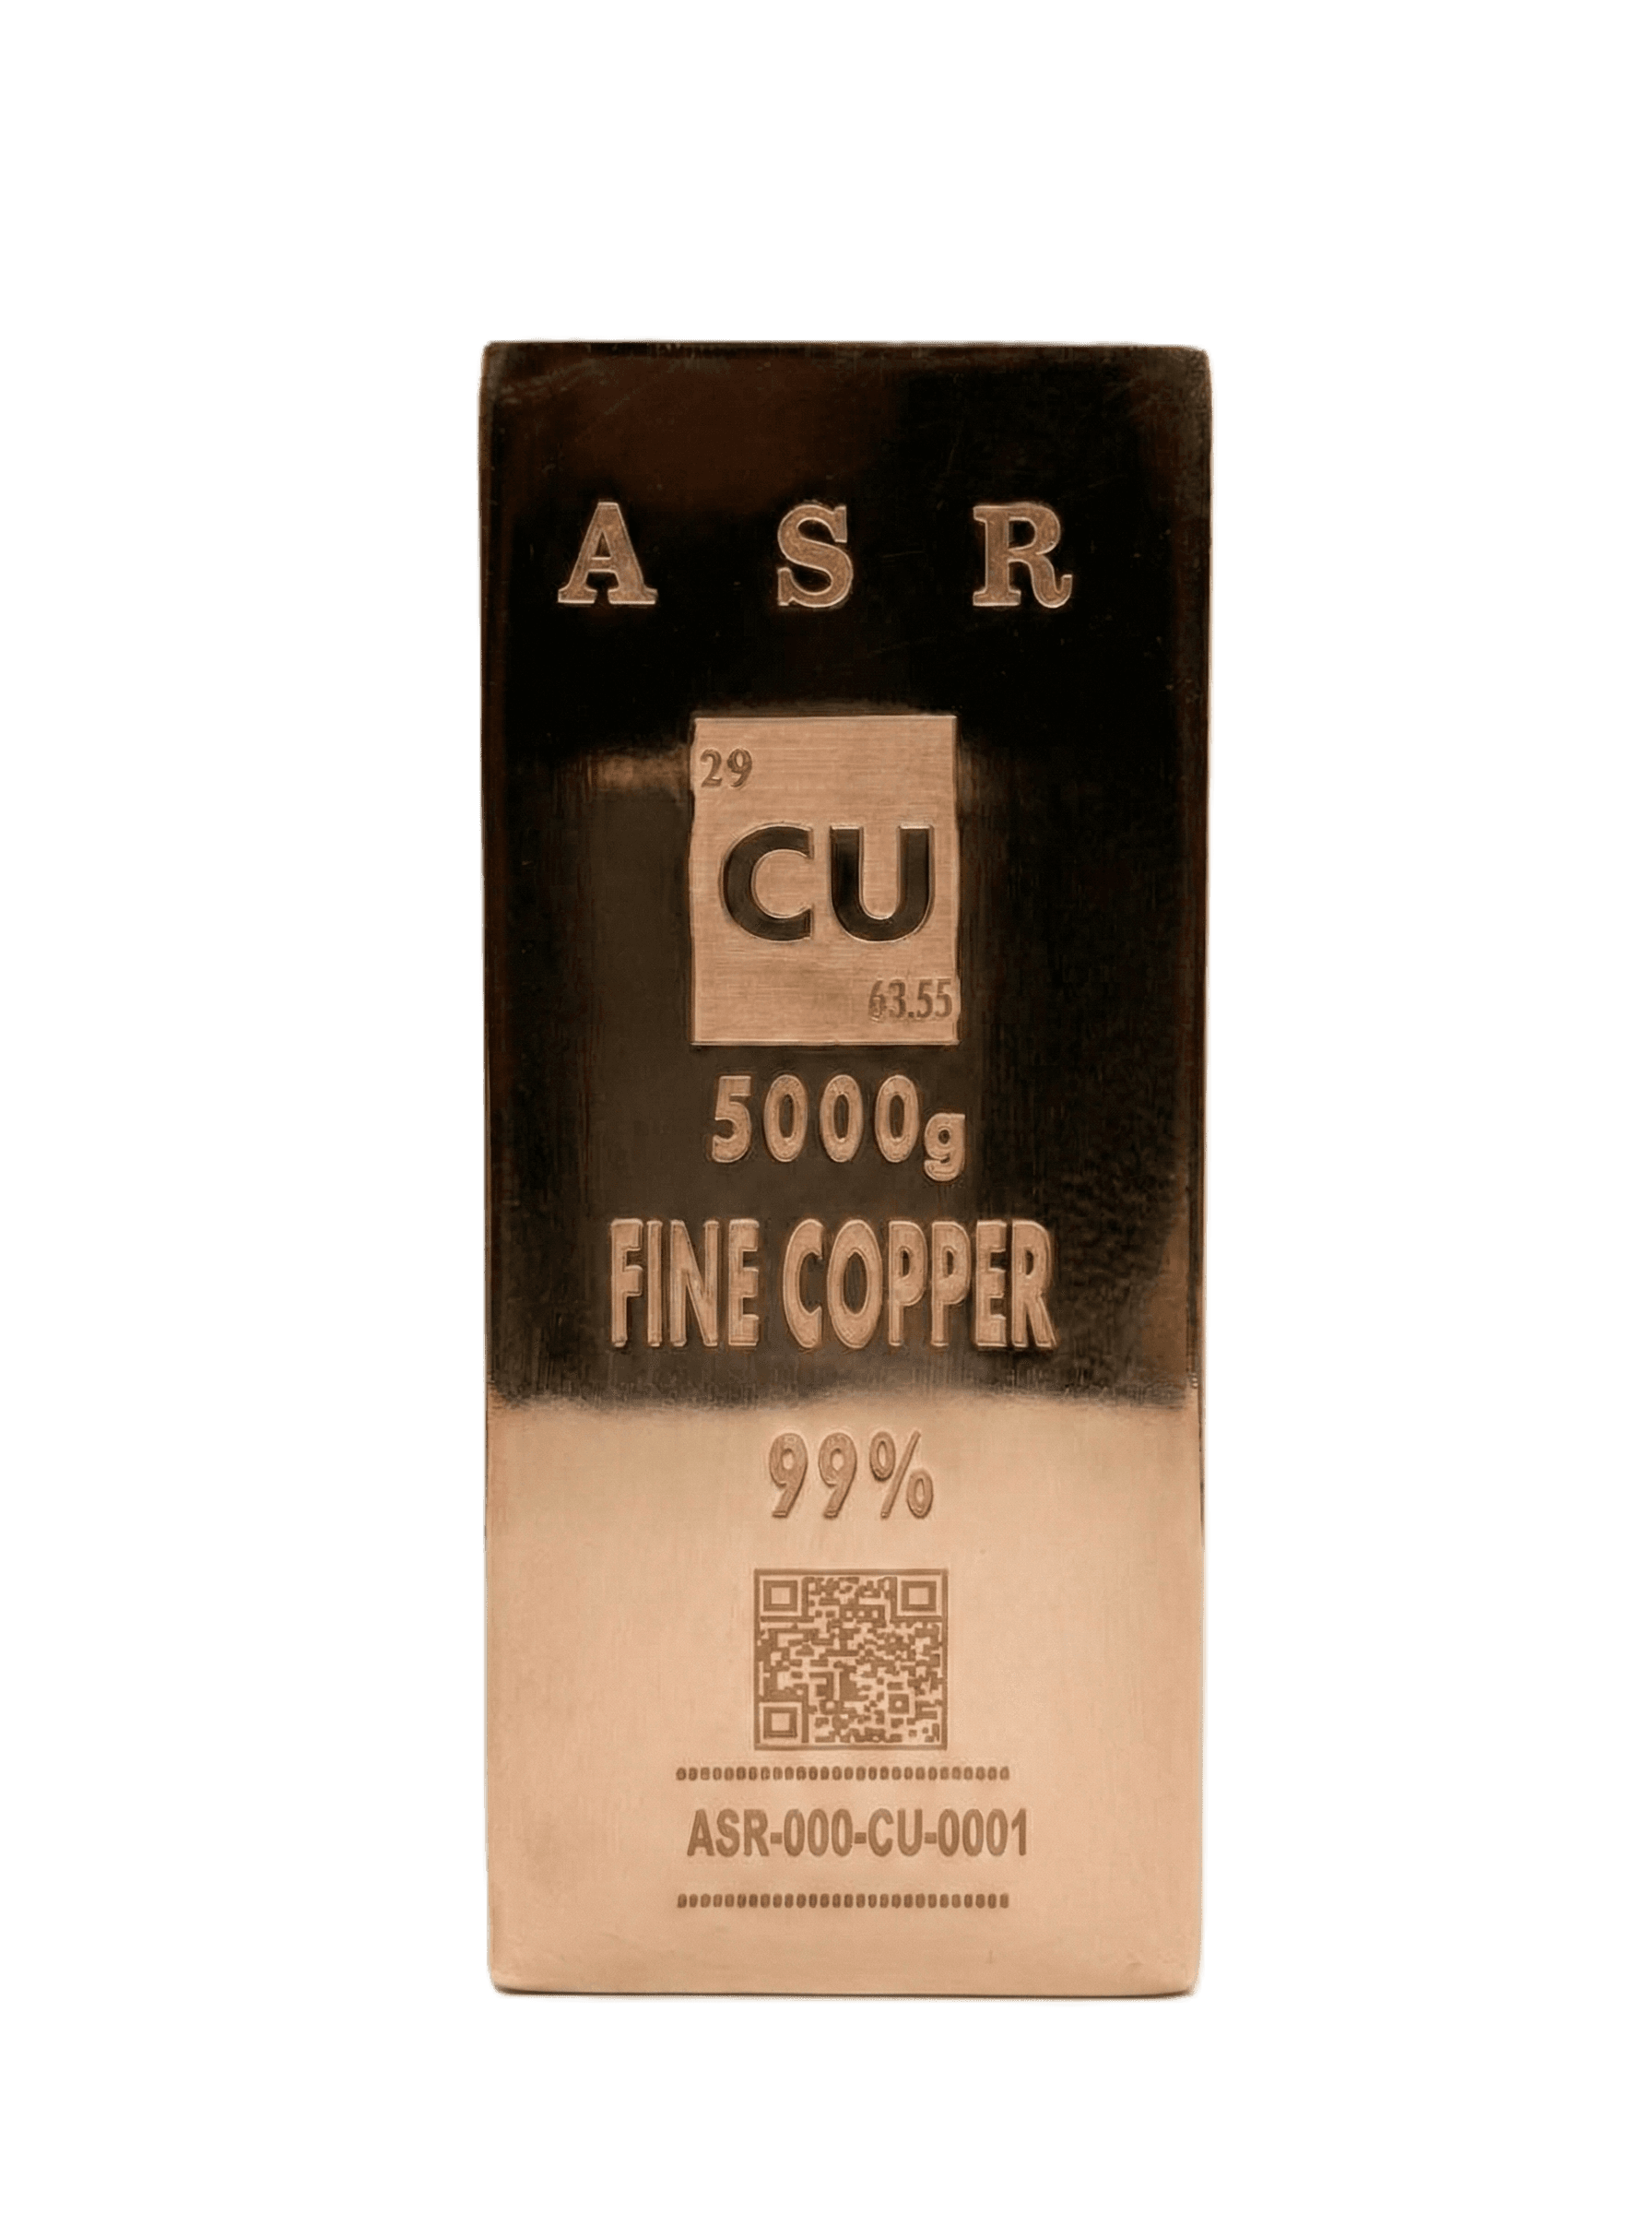 A S R
29
CU
63.55
5000g
FINE COPPER
99%
ASR-000-CU-0001